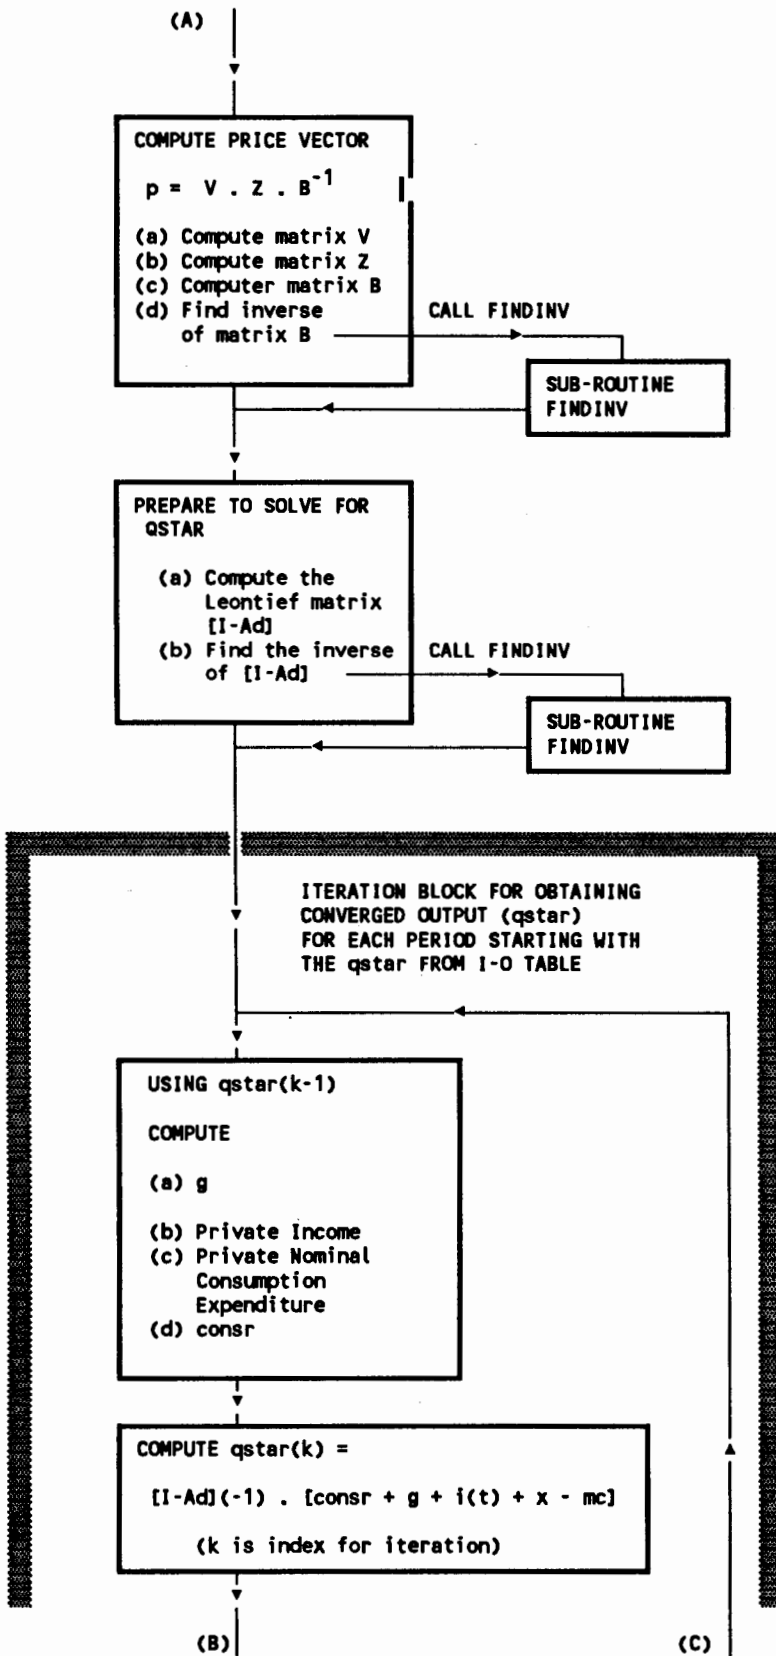 (A)
COMPUTE PRICE VECTOR
p = V . Z . B⁻¹
(a) Compute matrix V
(b) Compute matrix Z
(c) Computer matrix B
(d) Find inverse
of matrix B
CALL FINDINV
SUB-ROUTINE
FINDINV
PREPARE TO SOLVE FOR
QSTAR
(a) Compute the
Leontief matrix
[I-Ad]
(b) Find the inverse
of [I-Ad]
CALL FINDINV
SUB-ROUTINE
FINDINV
ITERATION BLOCK FOR OBTAINING
CONVERGED OUTPUT (qstar)
FOR EACH PERIOD STARTING WITH
THE qstar FROM I-O TABLE
USING qstar(k-1)
COMPUTE
(a) g
(b) Private Income
(c) Private Nominal
Consumption
Expenditure
(d) consr
COMPUTE qstar(k) =
[I-Ad](-1) . [consr + g + i(t) + x - mc]
(k is index for iteration)
(B)
(C)